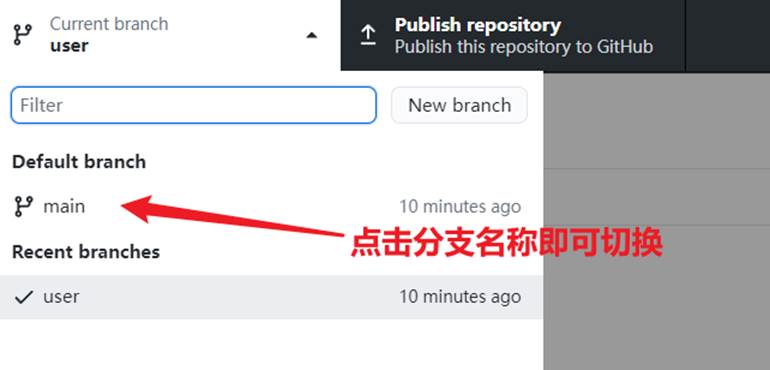 Current branch
user
Publish repository
Publish this repository to GitHub
Filter
New branch
Default branch
main 10 minutes ago
点击分支名称即可切换
Recent branches
user 10 minutes ago